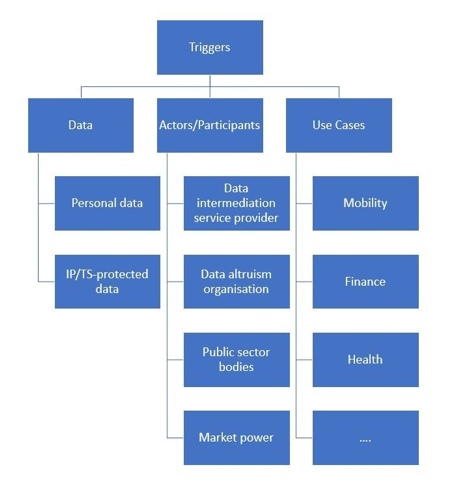 Triggers
Data
Actors/Participants
Use Cases
Personal data
Data
intermediation
service provider
Mobility
IP/TS-protected
data
Data altruism
organisation
Finance
Public sector
bodies
Health
Market power
....